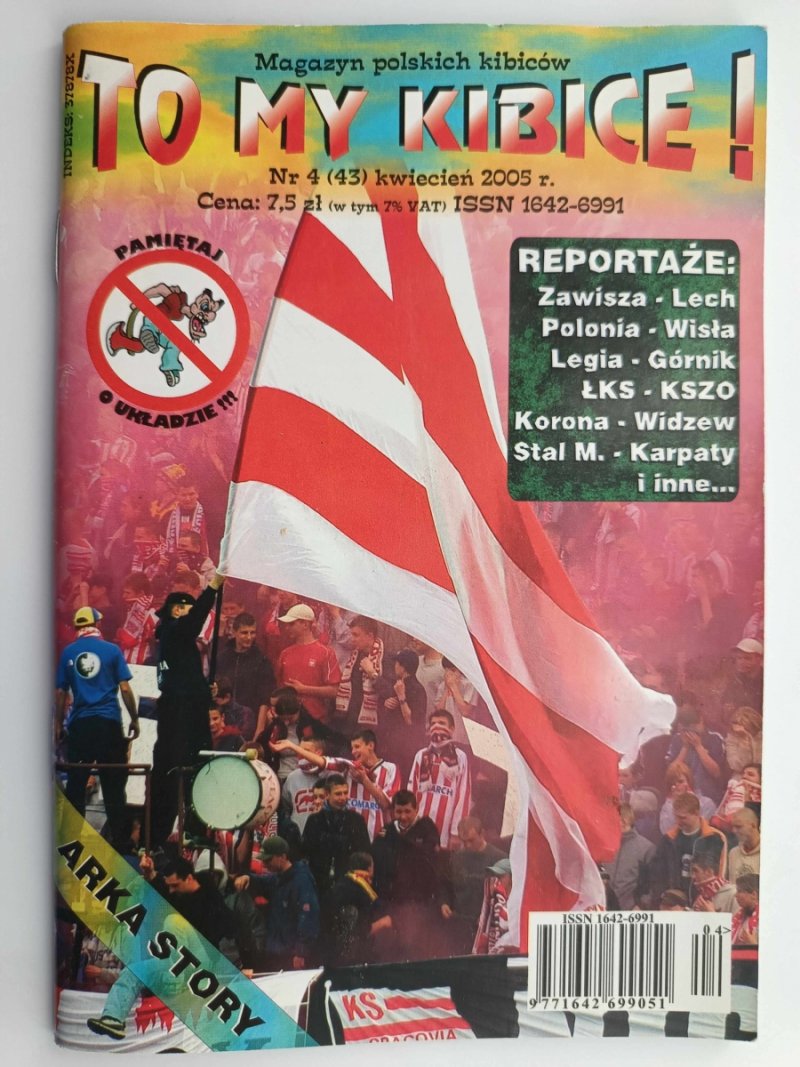 INDEKS: 37878X
Magazyn polskich kibiców
TO MY KIBICE !
Nr 4 (43) kwiecień 2005 r.
Cena: 7,5 zł (w tym 7% VAT) ISSN 1642-6991
PAMIĘTAJ
O UKŁADZIE !!!
REPORTAŻE:
Zawisza - Lech
Polonia - Wisła
Legia - Górnik
ŁKS - KSZO
Korona - Widzew
Stal M. - Karpaty
i inne...
ARKA STORY
KS
CRACOVIA
ISSN 1642-6991
04>
9 771642 699051